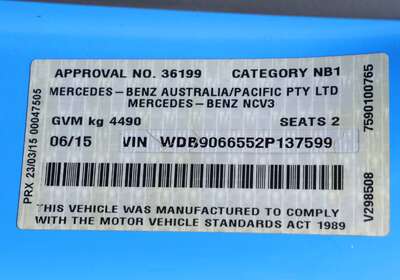 APPROVAL NO. 36199 CATEGORY NB1
MERCEDES-BENZ AUSTRALIA/PACIFIC PTY LTD
MERCEDES-BENZ NCV3
GVM kg 4490 SEATS 2
06/15 VIN WDB9066552P137599
THIS VEHICLE WAS MANUFACTURED TO COMPLY
WITH THE MOTOR VEHICLE STANDARDS ACT 1989
PRX 23/03/15 00047505
V298508 7590100765